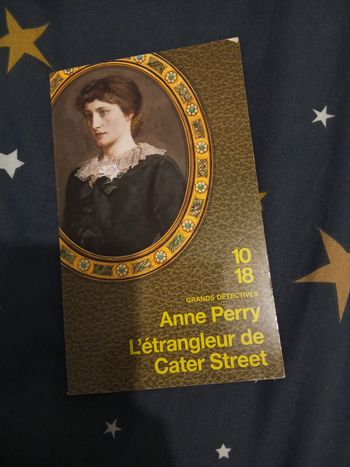 10
18
GRANDS DÉTECTIVES
Anne Perry
L'étrangleur de
Cater Street